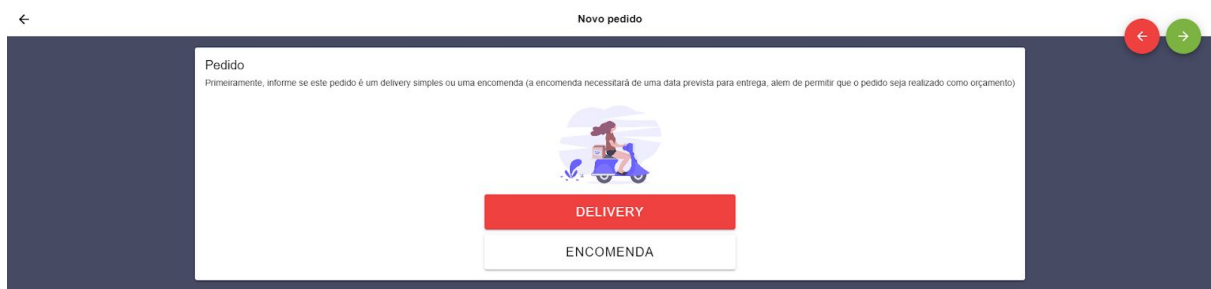 Novo pedido
Pedido
Primeiramente, informe se este pedido é um delivery simples ou uma encomenda (a encomenda necessitará de uma data prevista para entrega, alem de permitir que o pedido seja realizado como orçamento)
DELIVERY
ENCOMENDA